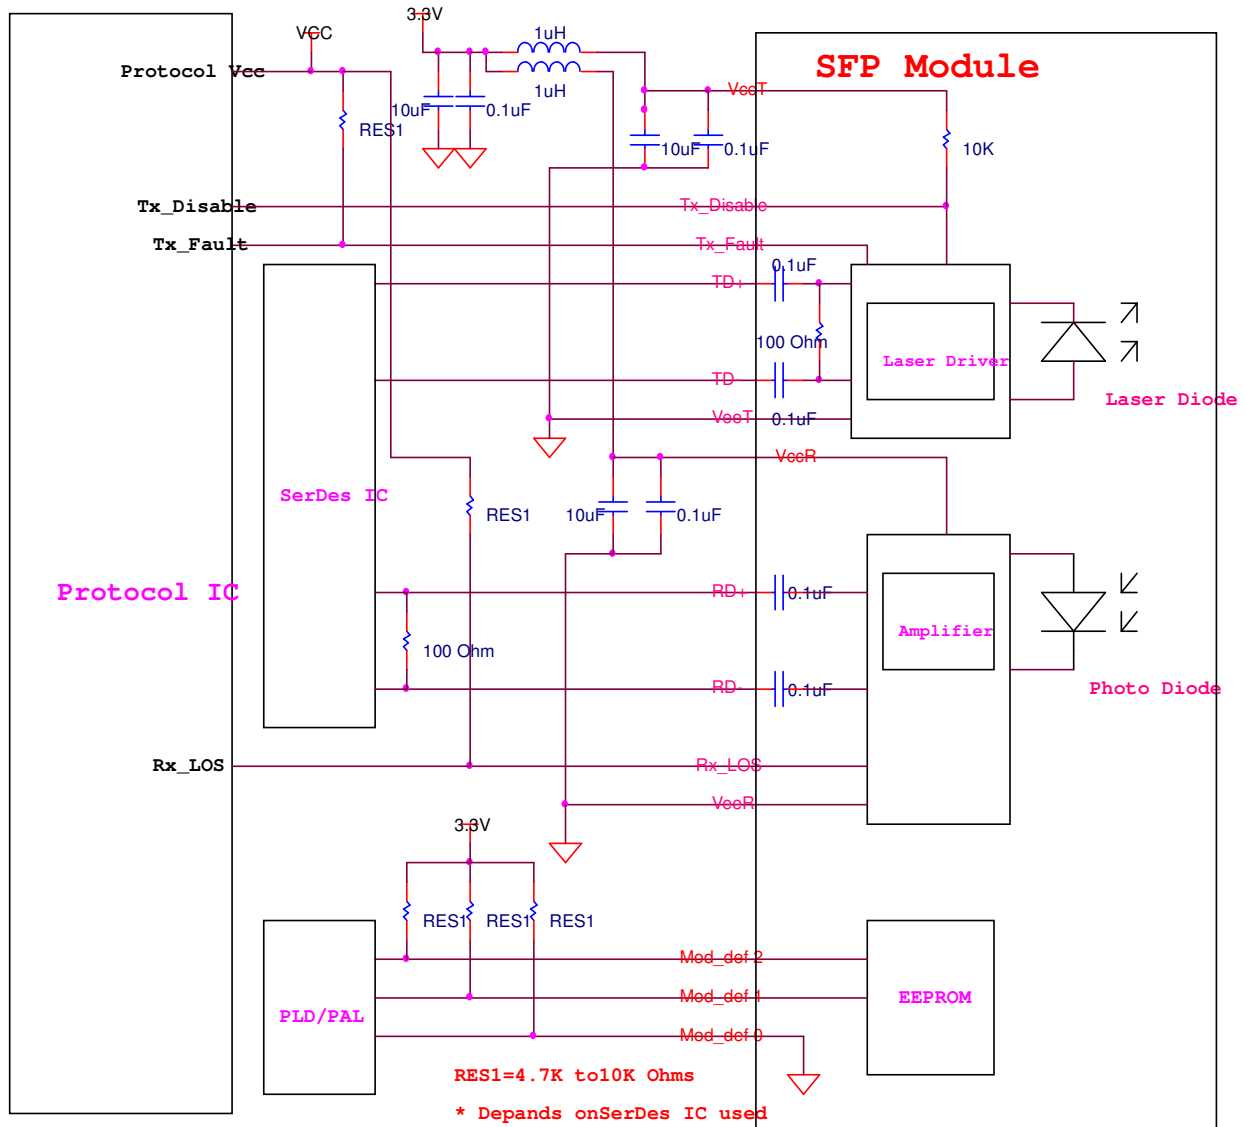 3.3V
VCC
1uH
SFP Module
Protocol Vcc
1uH
VccT
10uF
0.1uF
RES1
10uF
0.1uF
10K
Tx_Disable
Tx_Disable
Tx_Fault
Tx_Fault
0.1uF
TD+
100 Ohm
Laser Driver
TD-
Laser Diode
VeeT
0.1uF
VccR
SerDes IC
RES1
10uF
0.1uF
Protocol IC
RD+
0.1uF
Amplifier
100 Ohm
RD-
0.1uF
Photo Diode
Rx_LOS
Rx_LOS
VeeR
3.3V
RES1
RES1
RES1
Mod_def 2
Mod_def 1
EEPROM
PLD/PAL
Mod_def 0
RES1=4.7K to10K Ohms
* Depands onSerDes IC used